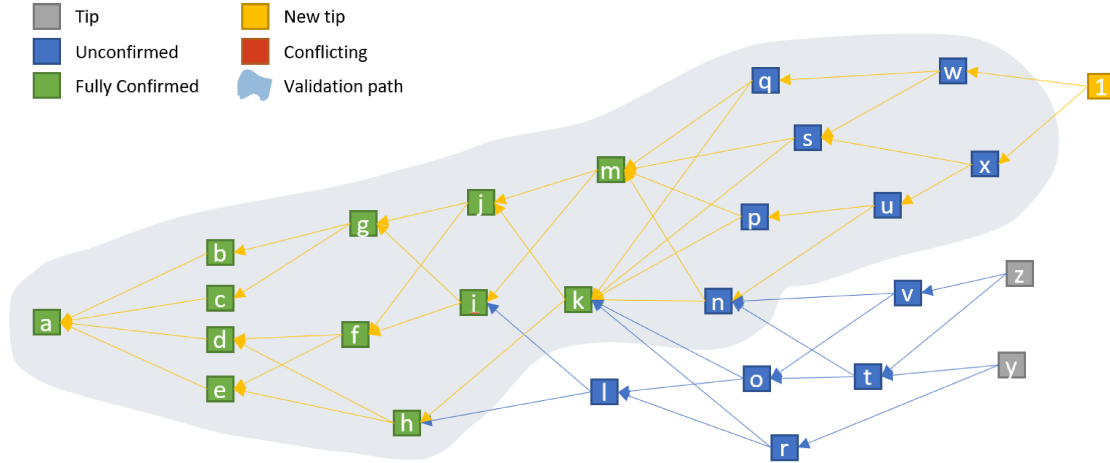 Tip
New tip
Unconfirmed
Conflicting
Fully Confirmed
Validation path
q
w
1
s
x
m
p
u
j
g
b
n
v
z
i
k
c
a
d
f
e
l
o
t
y
h
r